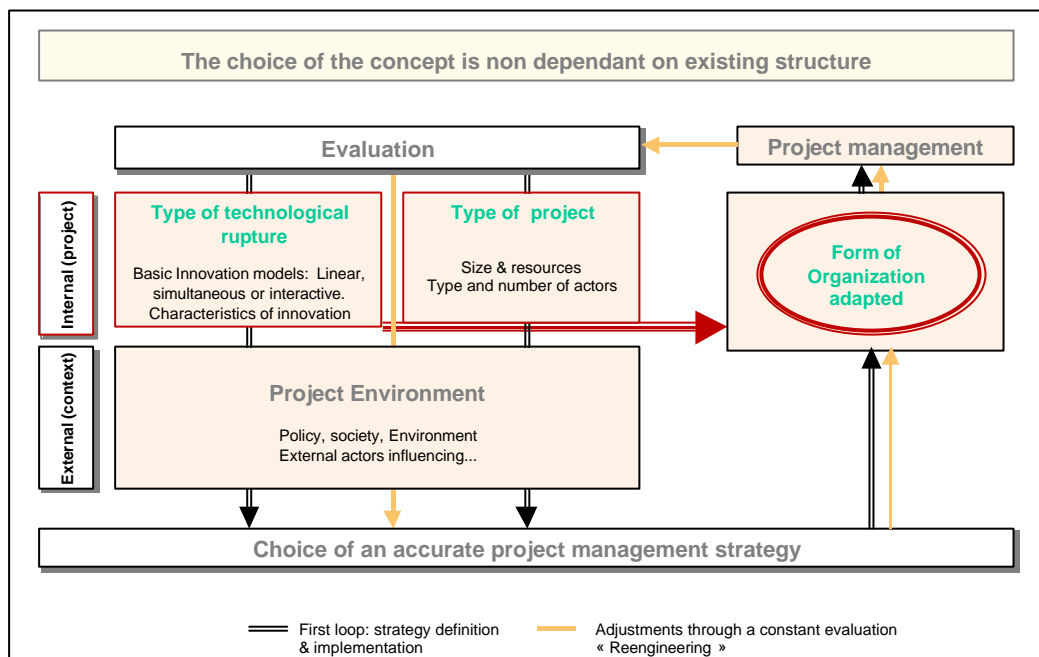 The choice of the concept is non dependant on existing structure
Evaluation
Project management
Internal (project)
Type of technological
rupture
Basic Innovation models: Linear,
simultaneous or interactive.
Characteristics of innovation
Type of project
Size & resources
Type and number of actors
Form of
Organization
adapted
External (context)
Project Environment
Policy, society, Environment
External actors influencing...
Choice of an accurate project management strategy
First loop: strategy definition
& implementation
Adjustments through a constant evaluation
« Reengineering »